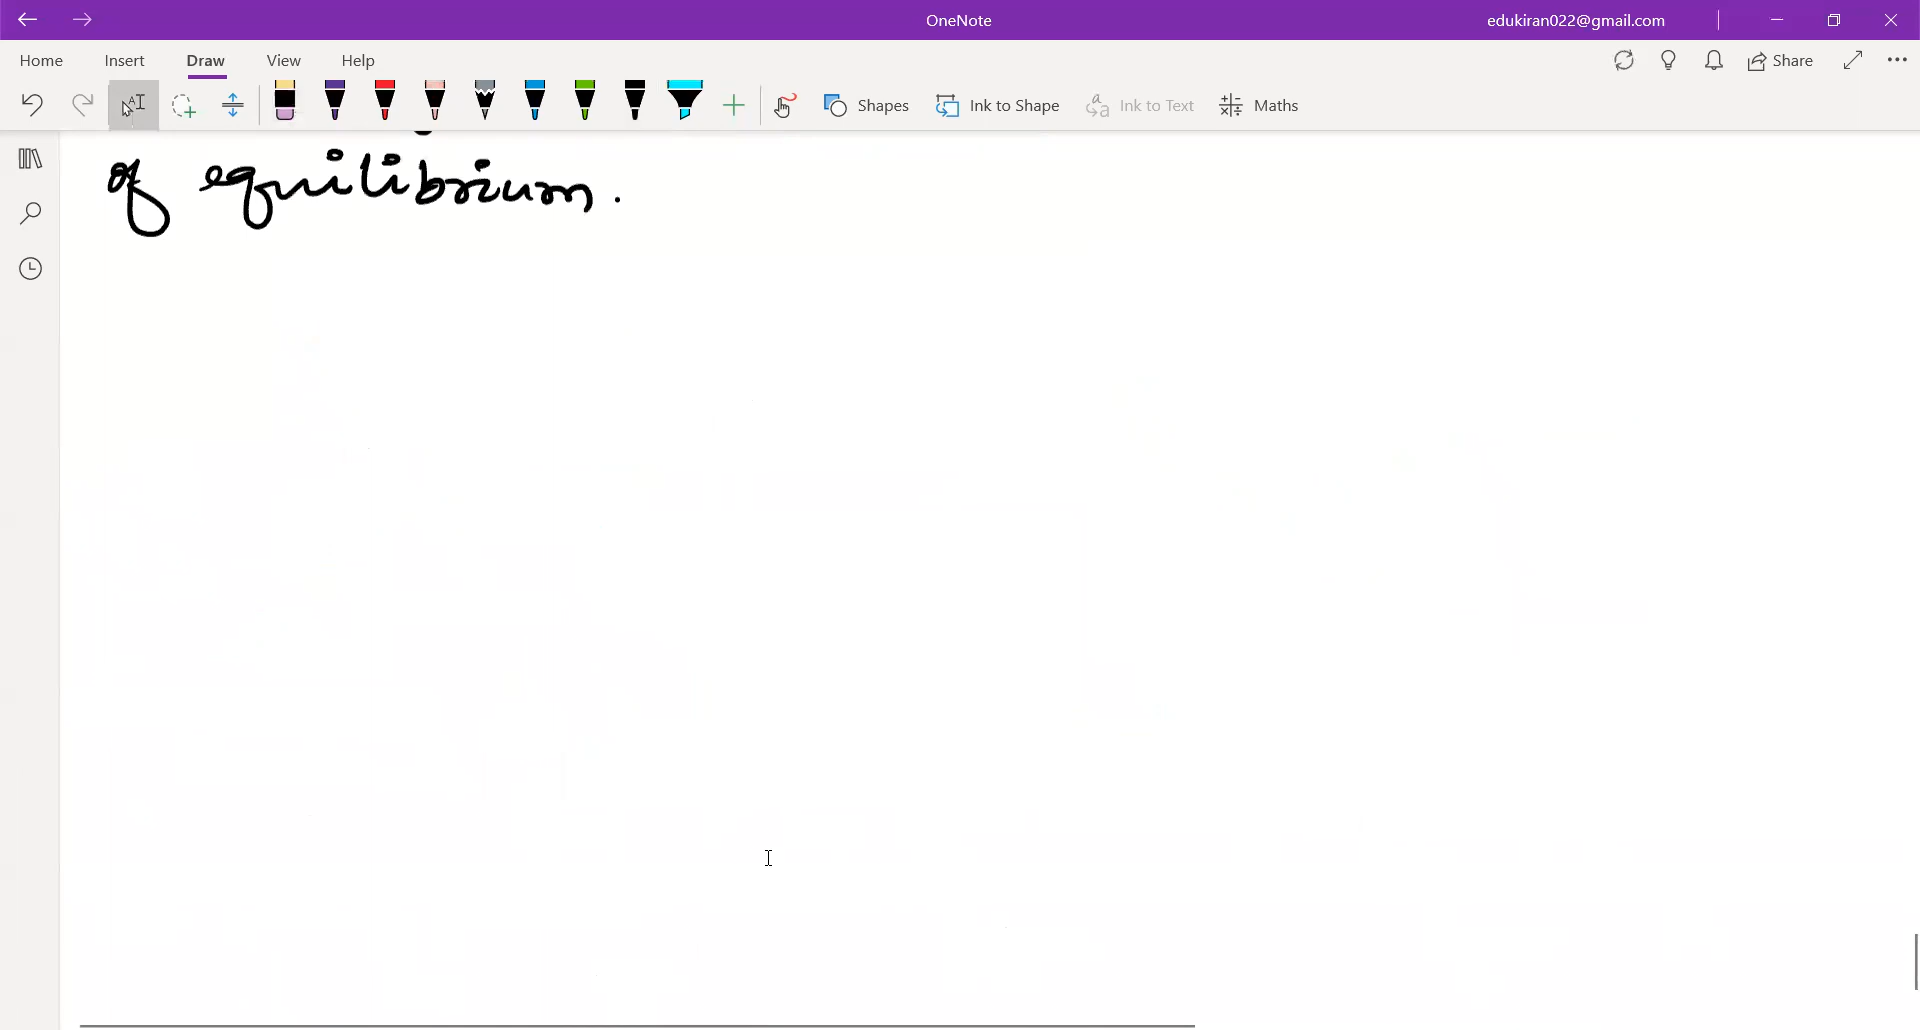 OneNote
edukiran022@gmail.com
Home Insert Draw View Help
Share
Shapes Ink to Shape Ink to Text Maths
of equilibrium.